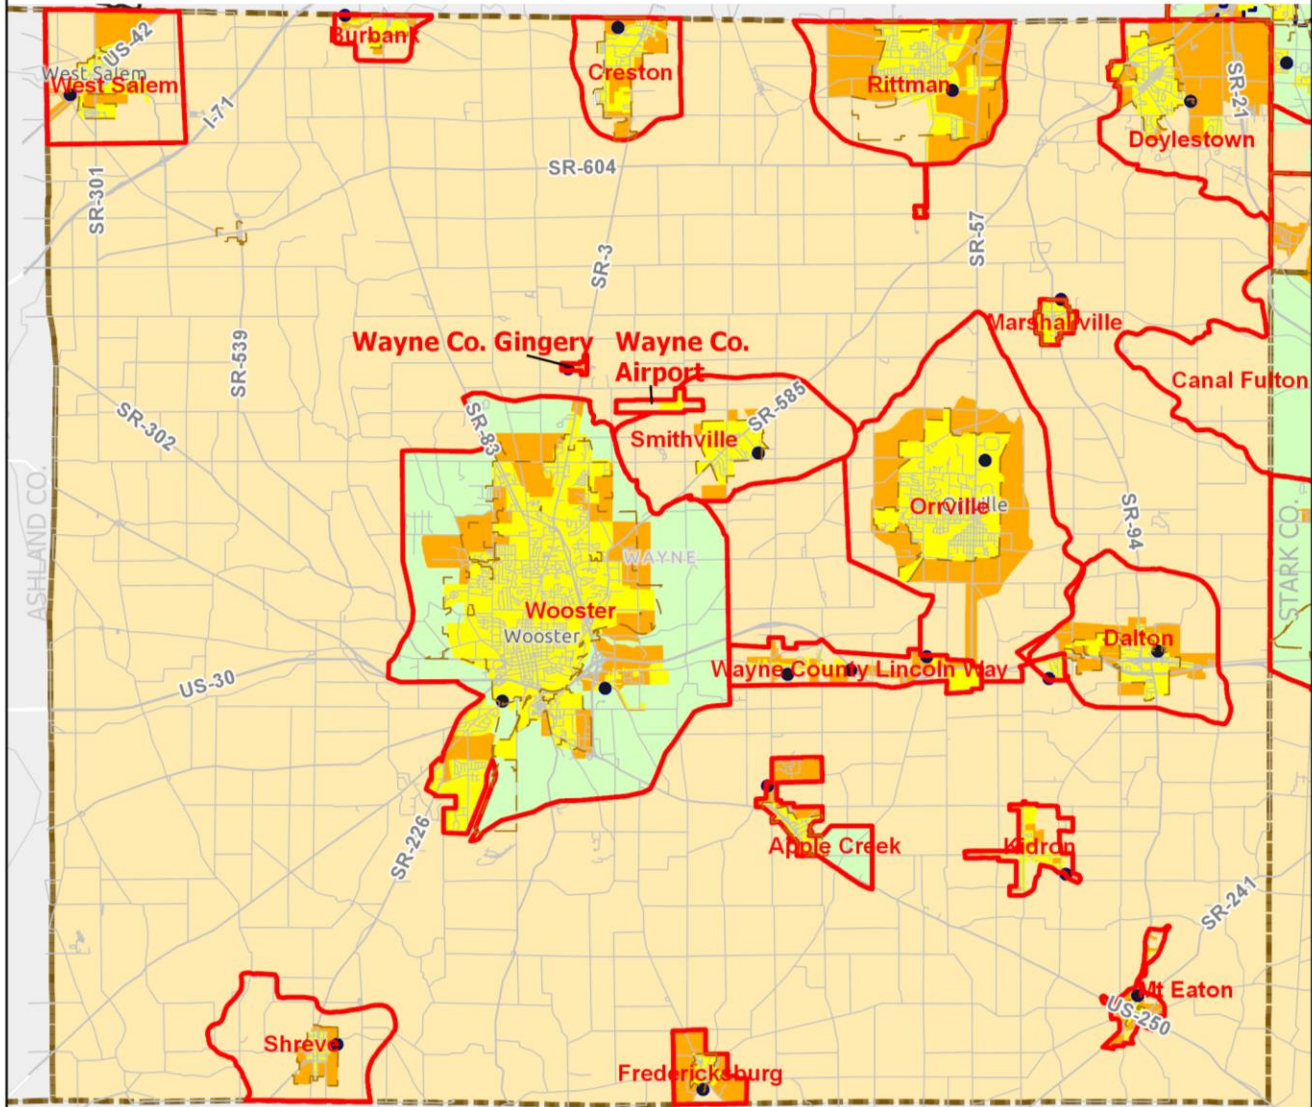 US-42
Burbank
West Salem
West Salem
Creston
Rittman
SR-21
Doylestown
I-71
SR-604
SR-301
SR-3
SR-57
Marshallville
Wayne Co. Gingery
Wayne Co.
Airport
SR-539
Canal Fulton
SR-302
SR-83
SR-585
Smithville
ASHLAND CO.
Orrville
Orrville
SR-94
STARK CO.
WAYNE
Wooster
Wooster
Dalton
Wayne County Lincoln Way
US-30
SR-226
Apple Creek
Kidron
SR-241
Mt Eaton
US-250
Shreve
Fredericksburg